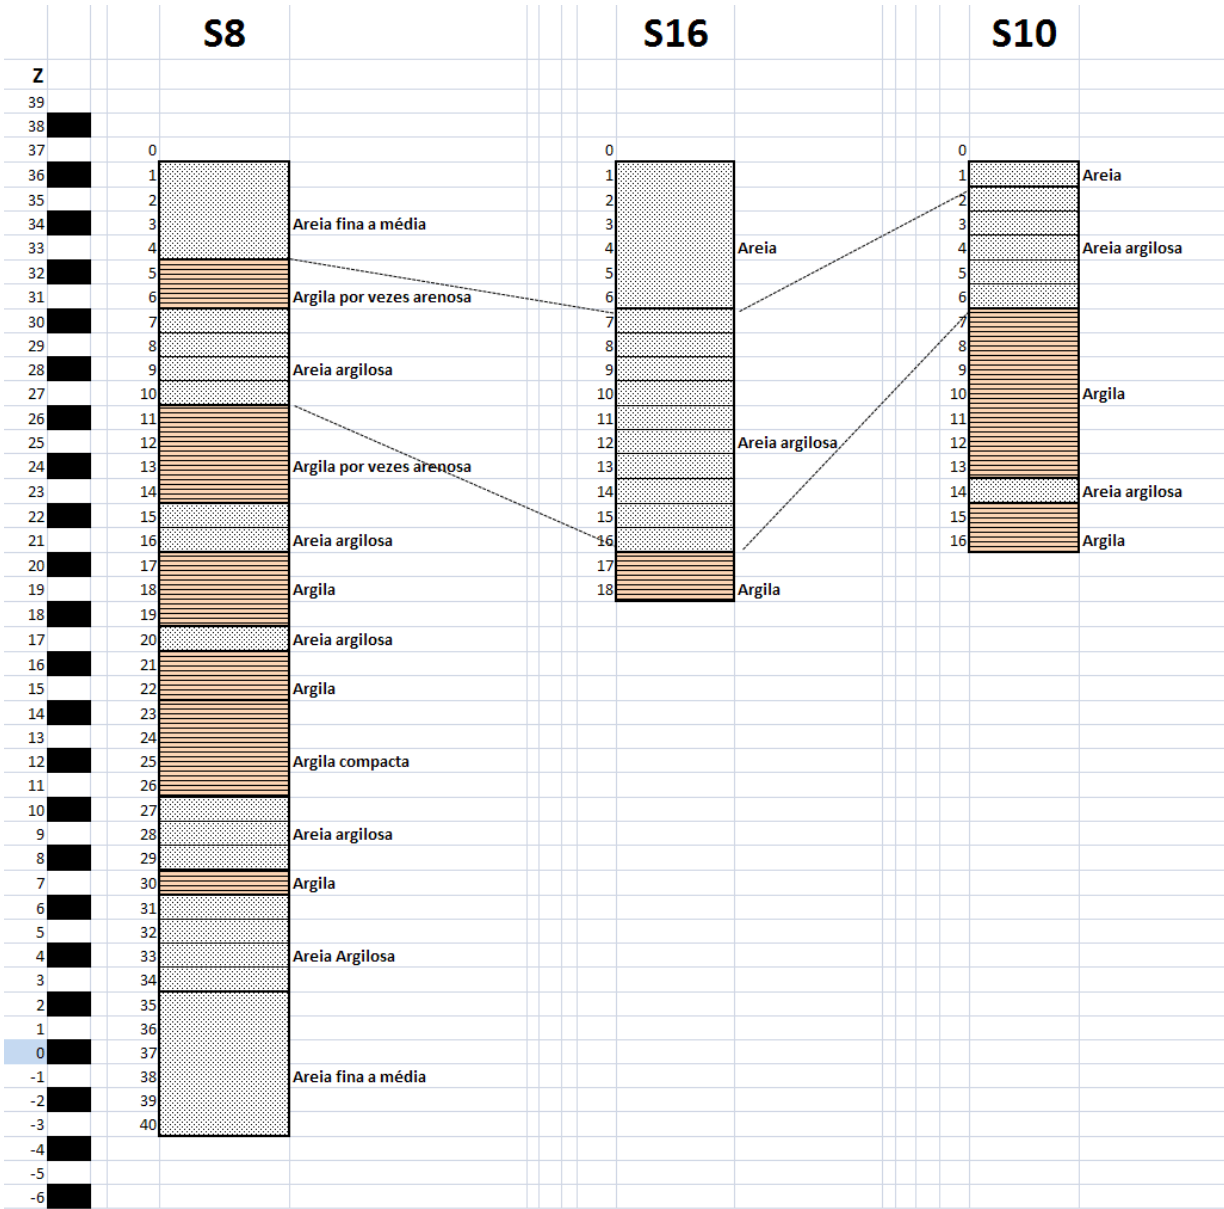 S8 S16 S10
Z
39
38
37 0 0 0
36 1 1 1 Areia
35 2 2 2
34 3 Areia fina a média 3 3
33 4 4 Areia 4 Areia argilosa
32 5 5 5
31 6 Argila por vezes arenosa 6 6
30 7 7 7
29 8 8 8
28 9 Areia argilosa 9 9
27 10 10 10 Argila
26 11 11 11
25 12 12 Areia argilosa 12
24 13 Argila por vezes arenosa 13 13
23 14 14 14 Areia argilosa
22 15 15 15
21 16 Areia argilosa 16 16 Argila
20 17 17
19 18 Argila 18 Argila
18 19
17 20 Areia argilosa
16 21
15 22 Argila
14 23
13 24
12 25 Argila compacta
11 26
10 27
9 28 Areia argilosa
8 29
7 30 Argila
6 31
5 32
4 33 Areia Argilosa
3 34
2 35
1 36
0 37
-1 38 Areia fina a média
-2 39
-3 40
-4
-5
-6